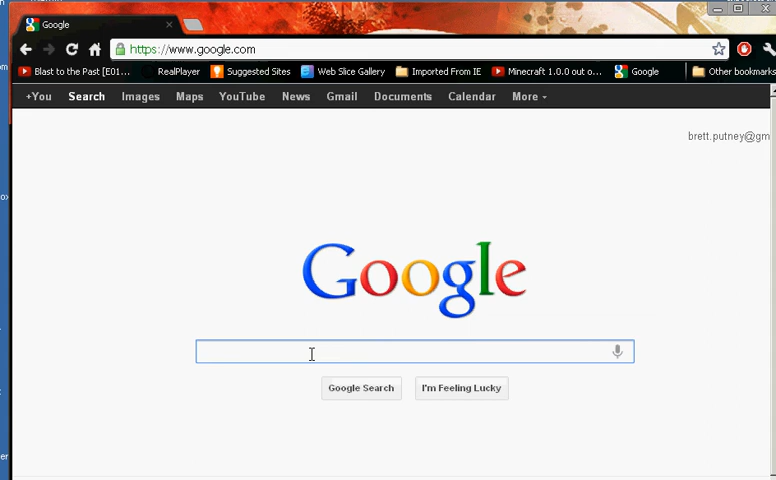 Google
https://www.google.com
Blast to the Past [E01... RealPlayer Suggested Sites Web Slice Gallery Imported From IE Minecraft 1.0.0 out o... Google Other bookmarks
+You Search Images Maps YouTube News Gmail Documents Calendar More
brett.putney@gm
Google
Google Search I'm Feeling Lucky